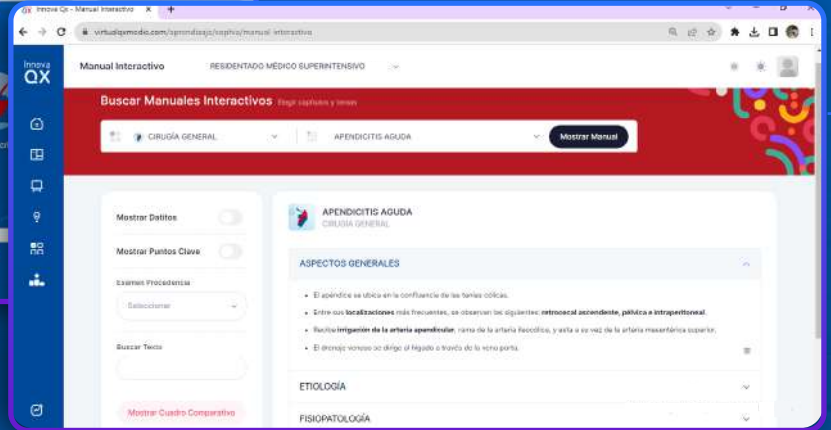 Innova Qx - Manual Interactivo
virtualqxmedic.com/aprendizaje/vxplus/manual-interactivo
Innova
QX
Manual Interactivo
RESIDENTADO MÉDICO SUPERINTENSIVO
Buscar Manuales Interactivos Elegir capítulos y temas
CIRUGÍA GENERAL
APENDICITIS AGUDA
Mostrar Manual
Mostrar Datitos
Mostrar Puntos Clave
Examen Procedencia
Seleccionar
Buscar Texto
Mostrar Cuadro Comparativo
APENDICITIS AGUDA
CIRUGÍA GENERAL
ASPECTOS GENERALES
• El apéndice se ubica en la confluencia de las tenias cólicas.
• Entre sus localizaciones más frecuentes, se observan las siguientes: retrocecal ascendente, pélvica e intraperitoneal.
• Recibe irrigación de la arteria apendicular, rama de la arteria ileocólica, y esta a su vez de la arteria mesentérica superior.
• El drenaje venoso se dirige al hígado a través de la vena porta.
ETIOLOGÍA
FISIOPATOLOGÍA